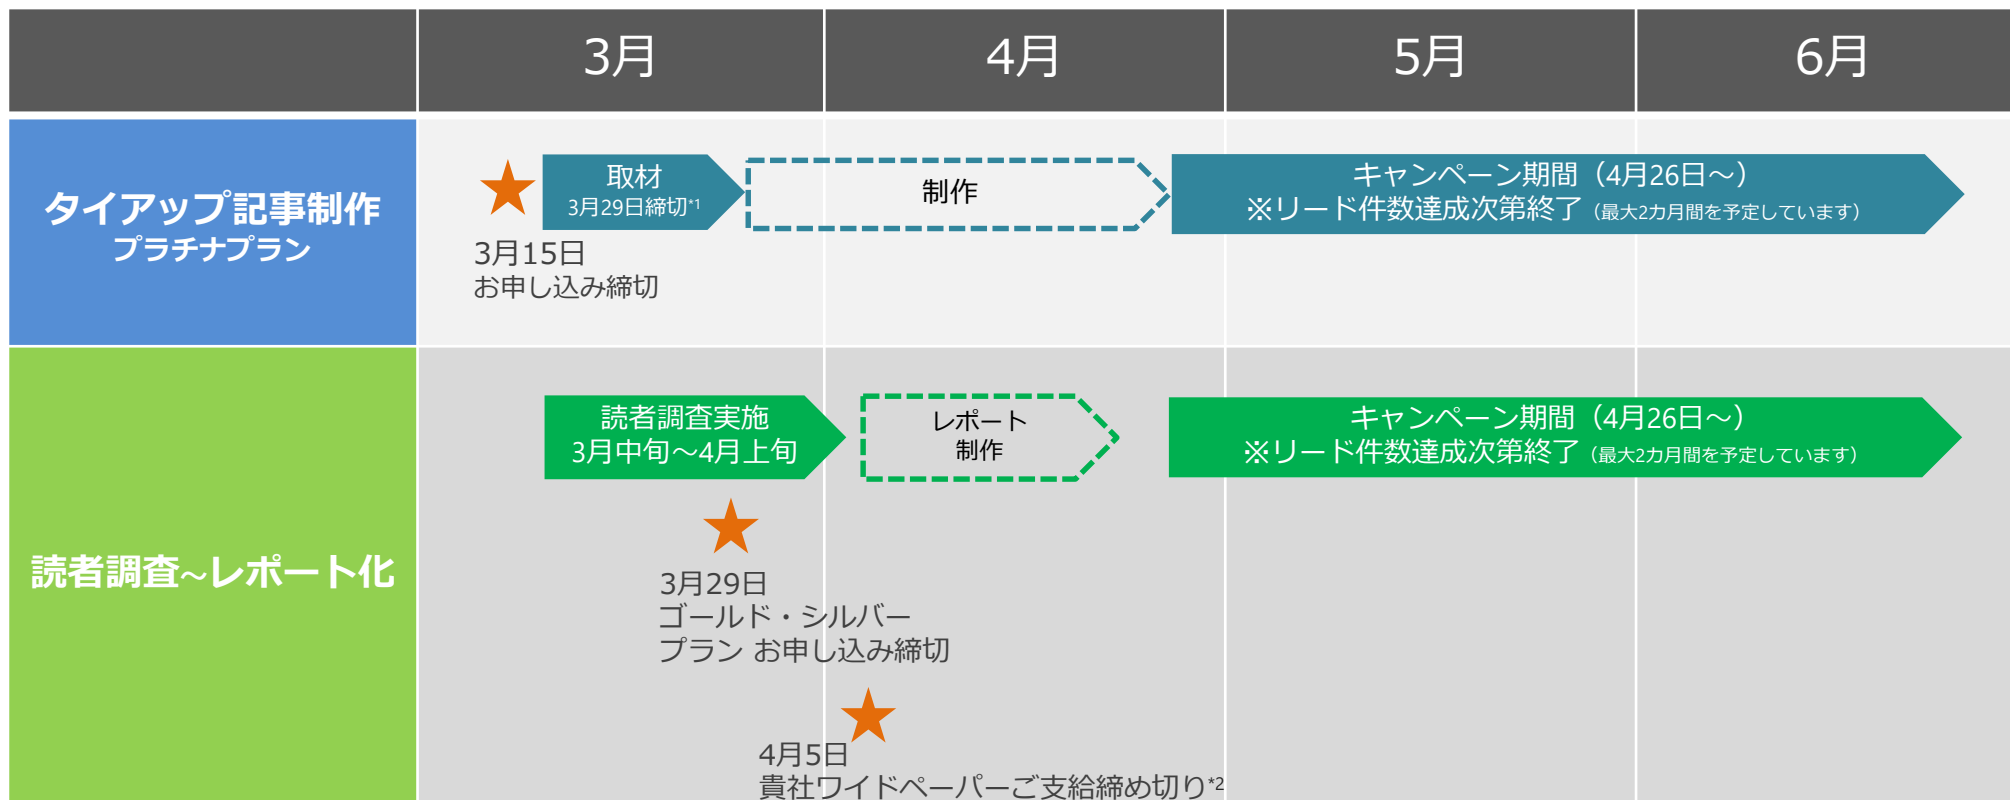 3月
4月
5月
6月
タイアップ記事制作
プラチナプラン
取材
3月29日締切*1
制作
キャンペーン期間（4月26日～）
※リード件数達成次第終了（最大2カ月間を予定しています）
3月15日
お申し込み締切
読者調査～レポート化
読者調査実施
3月中旬～4月上旬
レポート
制作
キャンペーン期間（4月26日～）
※リード件数達成次第終了（最大2カ月間を予定しています）
3月29日
ゴールド・シルバー
プラン お申し込み締切
4月5日
貴社ワイドペーパーご支給締め切り*2